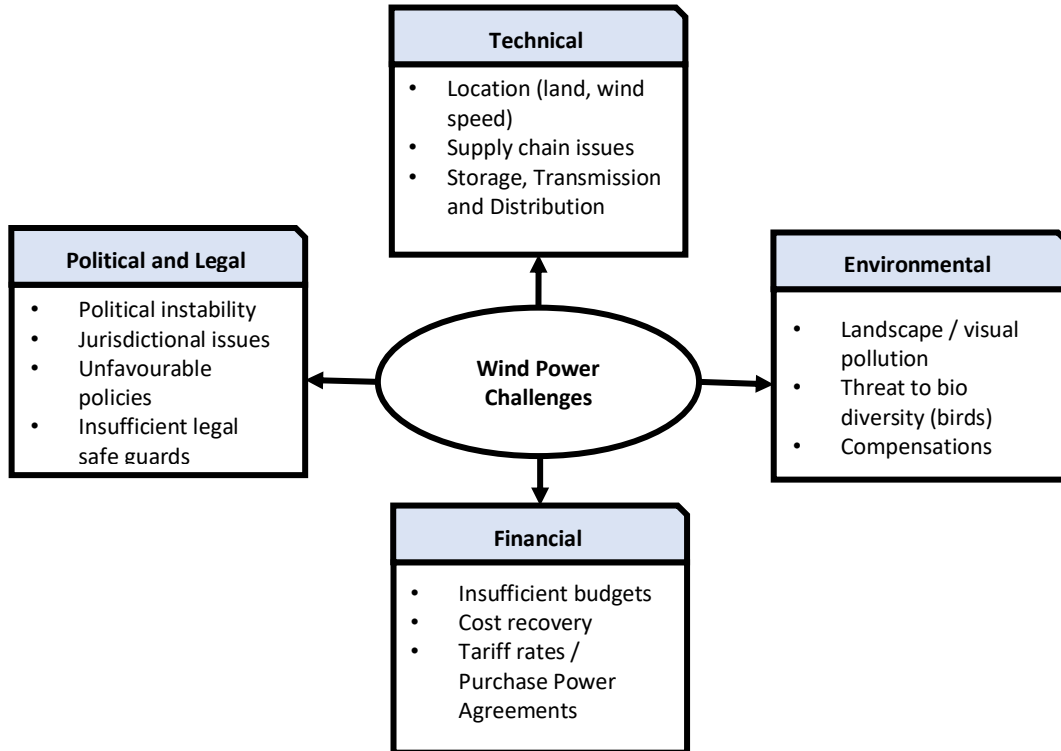 Technical
• Location (land, wind
speed)
• Supply chain issues
• Storage, Transmission
and Distribution
Political and Legal
• Political instability
• Jurisdictional issues
• Unfavourable
policies
• Insufficient legal
safe guards
Wind Power
Challenges
Environmental
• Landscape / visual
pollution
• Threat to bio
diversity (birds)
• Compensations
Financial
• Insufficient budgets
• Cost recovery
• Tariff rates /
Purchase Power
Agreements